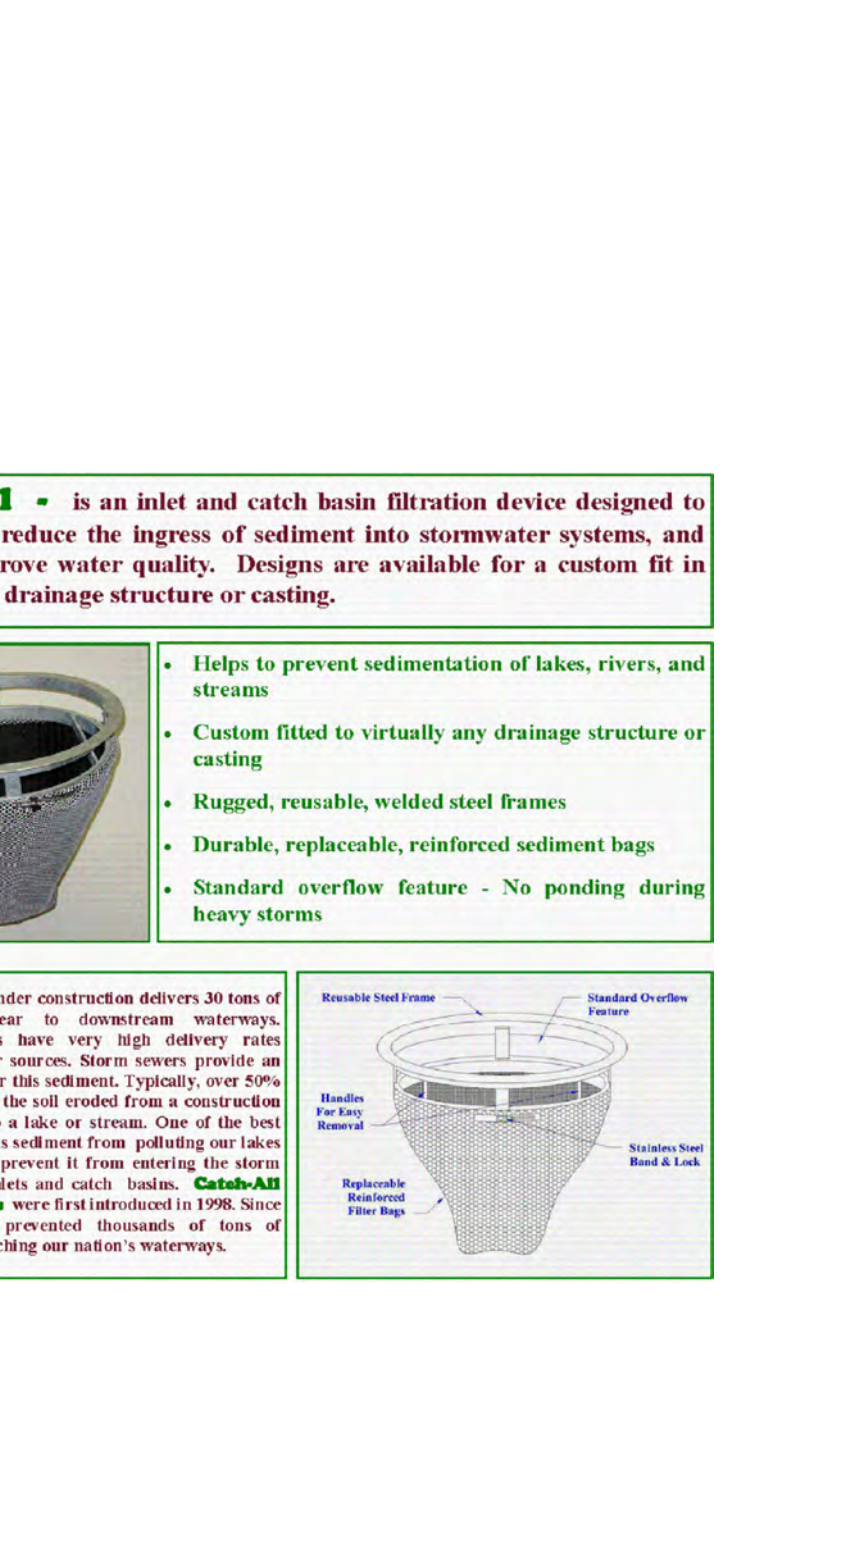 l - is an inlet and catch basin filtration device designed to
reduce the ingress of sediment into stormwater systems, and
rove water quality. Designs are available for a custom fit in
drainage structure or casting.
• Helps to prevent sedimentation of lakes, rivers, and
streams
• Custom fitted to virtually any drainage structure or
casting
• Rugged, reusable, welded steel frames
• Durable, replaceable, reinforced sediment bags
• Standard overflow feature - No ponding during
heavy storms
nder construction delivers 30 tons of
ear to downstream waterways.
s have very high delivery rates
r sources. Storm sewers provide an
r this sediment. Typically, over 50%
the soil eroded from a construction
o a lake or stream. One of the best
is sediment from polluting our lakes
prevent it from entering the storm
lets and catch basins. Catch-All
were first introduced in 1998. Since
prevented thousands of tons of
ching our nation's waterways.
Reusable Steel Frame
Standard Overflow
Feature
Handles
For Easy
Removal
Stainless Steel
Band & Lock
Replaceable
Reinforced
Filter Bags